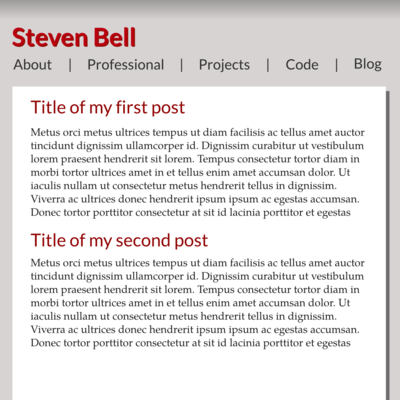 Steven Bell
About | Professional | Projects | Code | Blog
Title of my first post
Metus orci metus ultrices tempus ut diam facilisis ac tellus amet auctor
tincidunt dignissim ullamcorper id. Dignissim curabitur ut vestibulum
lorem praesent hendrerit sit lorem. Tempus consectetur tortor diam in
morbi tortor ultrices amet in et tellus enim amet accumsan dolor. Ut
iaculis nullam ut consectetur metus hendrerit tellus in dignissim.
Viverra ac ultrices donec hendrerit ipsum ipsum ac egestas accumsan.
Donec tortor porttitor consectetur at sit id lacinia porttitor et egestas
Title of my second post
Metus orci metus ultrices tempus ut diam facilisis ac tellus amet auctor
tincidunt dignissim ullamcorper id. Dignissim curabitur ut vestibulum
lorem praesent hendrerit sit lorem. Tempus consectetur tortor diam in
morbi tortor ultrices amet in et tellus enim amet accumsan dolor. Ut
iaculis nullam ut consectetur metus hendrerit tellus in dignissim.
Viverra ac ultrices donec hendrerit ipsum ipsum ac egestas accumsan.
Donec tortor porttitor consectetur at sit id lacinia porttitor et egestas